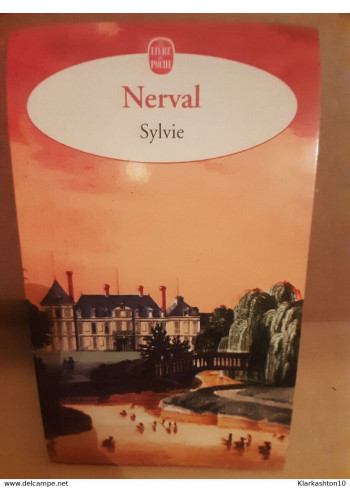 LE LIVRE
DE POCHE
Nerval
Sylvie
www.delcampe.net
Klarkashton10